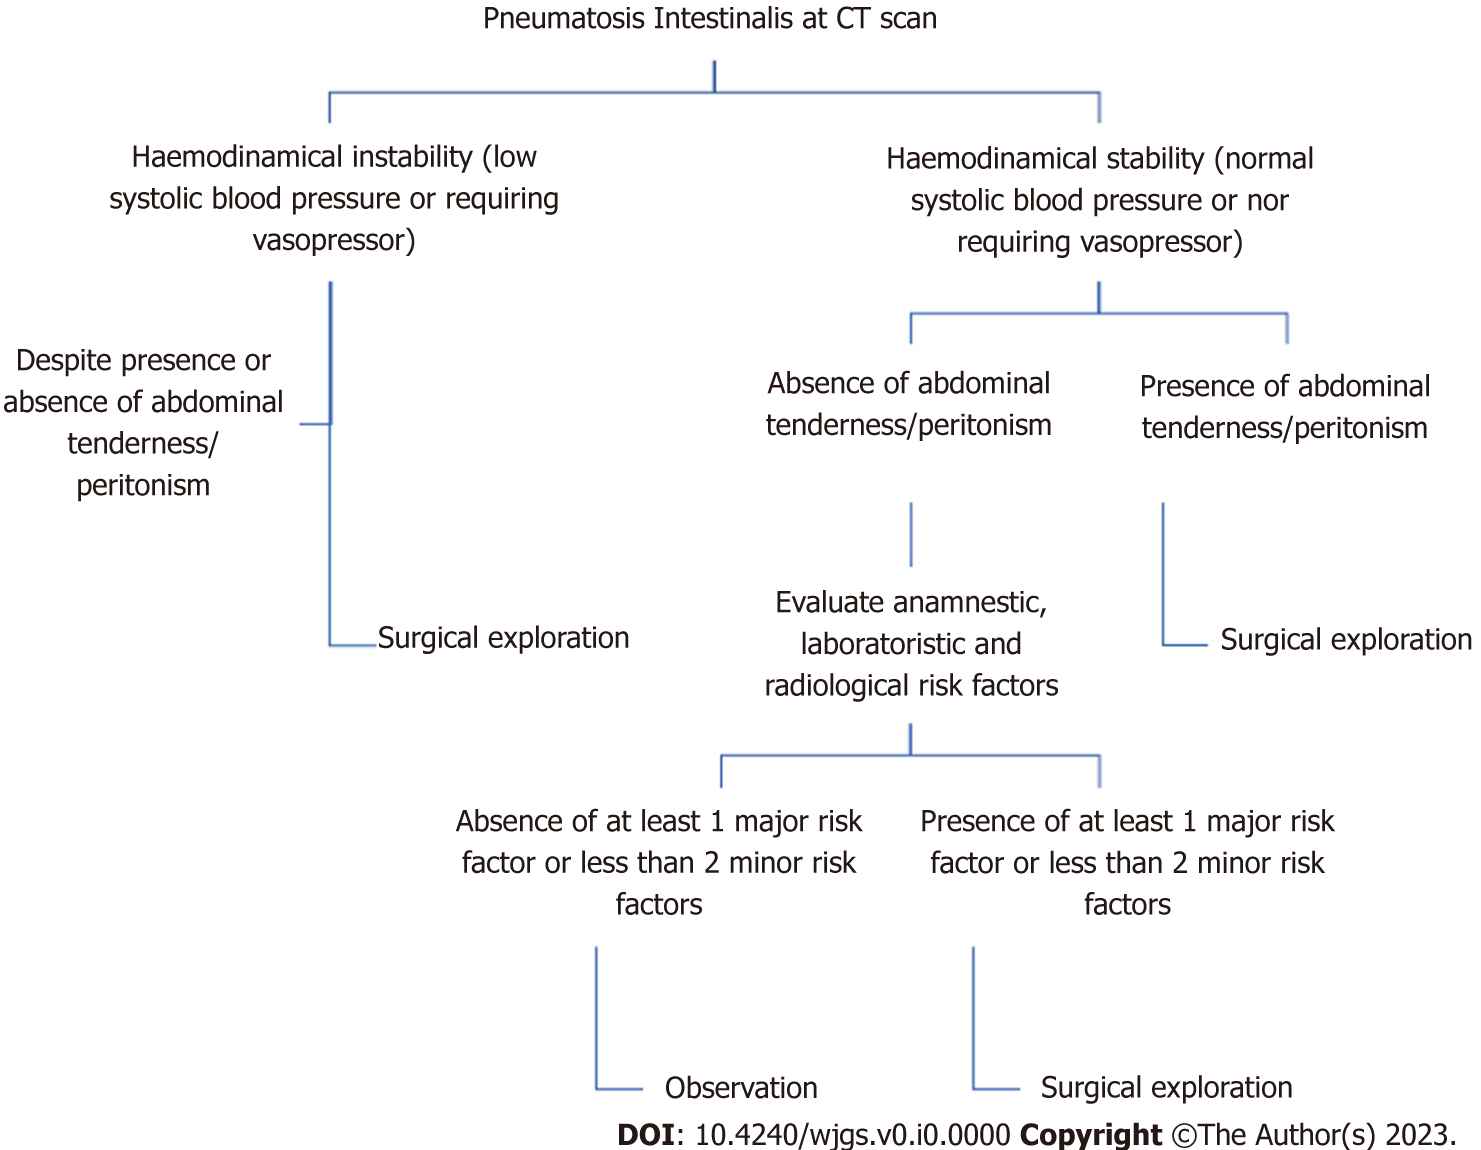 Pneumatosis Intestinalis at CT scan
Haemodinamical instability (low
systolic blood pressure or requiring
vasopressor)
Haemodinamical stability (normal
systolic blood pressure or nor
requiring vasopressor)
Despite presence or
absence of abdominal
tenderness/
peritonism
Absence of abdominal
tenderness/peritonism
Presence of abdominal
tenderness/peritonism
Surgical exploration
Evaluate anamnestic,
laboratoristic and
radiological risk factors
Surgical exploration
Absence of at least 1 major risk
factor or less than 2 minor risk
factors
Presence of at least 1 major risk
factor or less than 2 minor risk
factors
Observation
Surgical exploration
DOI: 10.4240/wjgs.v0.i0.0000 Copyright ©The Author(s) 2023.